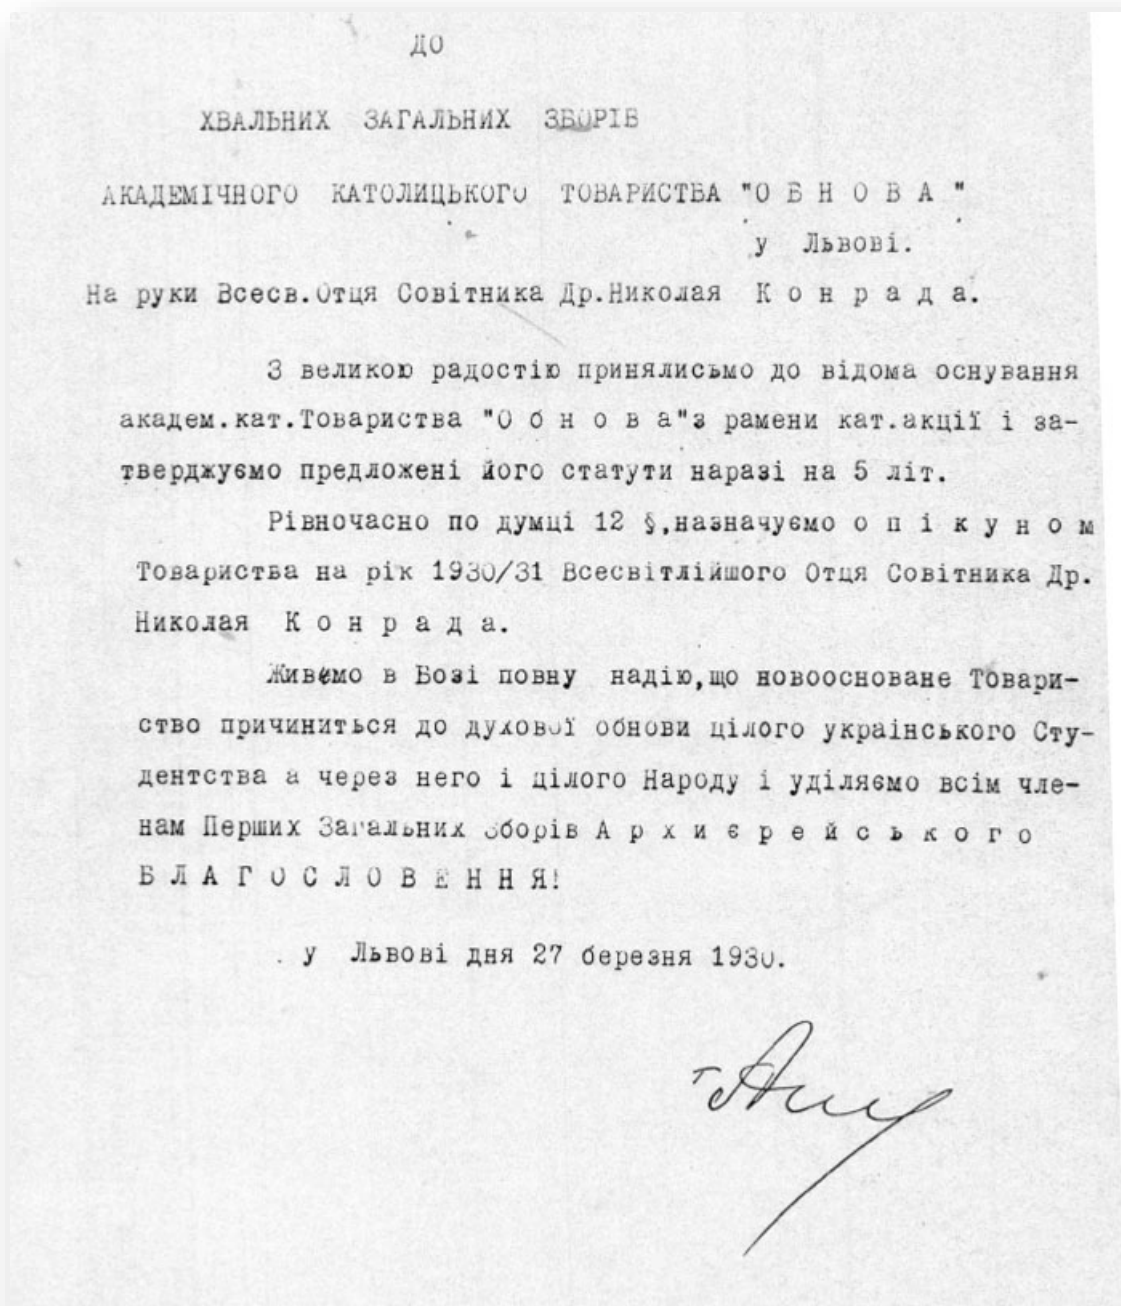 ДО
ХВАЛЬНИХ ЗАГАЛЬНИХ ЗБОРІВ
АКАДЕМІЧНОГО КАТОЛИЦЬКОГО ТОВАРИСТВА "О Б Н О В А "
у Львові.
На руки Всесв.Отця Совітника Др.Николая К о н р а д а.
З великою радостію принялисьмо до відома оснування
академ.кат.Товариства "О б н о в а"з рамени кат.акції і за-
тверджуємо предложені його статути наразі на 5 літ.
Рівночасно по думці 12 §,назначуємо о п і к у н о м
Товариства на рік 1930/31 Всесвітлійшого Отця Совітника Др.
Николая К о н р а д а.
Живемо в Бозі повну надію,що новоосноване Товари-
ство причиниться до духової обнови цілого украінського Сту-
дентства а через него і цілого Народу і уділяємо всім чле-
нам Перших Загальних Зборів А р х и є р е й с ь к о г о
Б Л А Г О С Л О В Е Н Н Я!
у Львові дня 27 березня 1930.